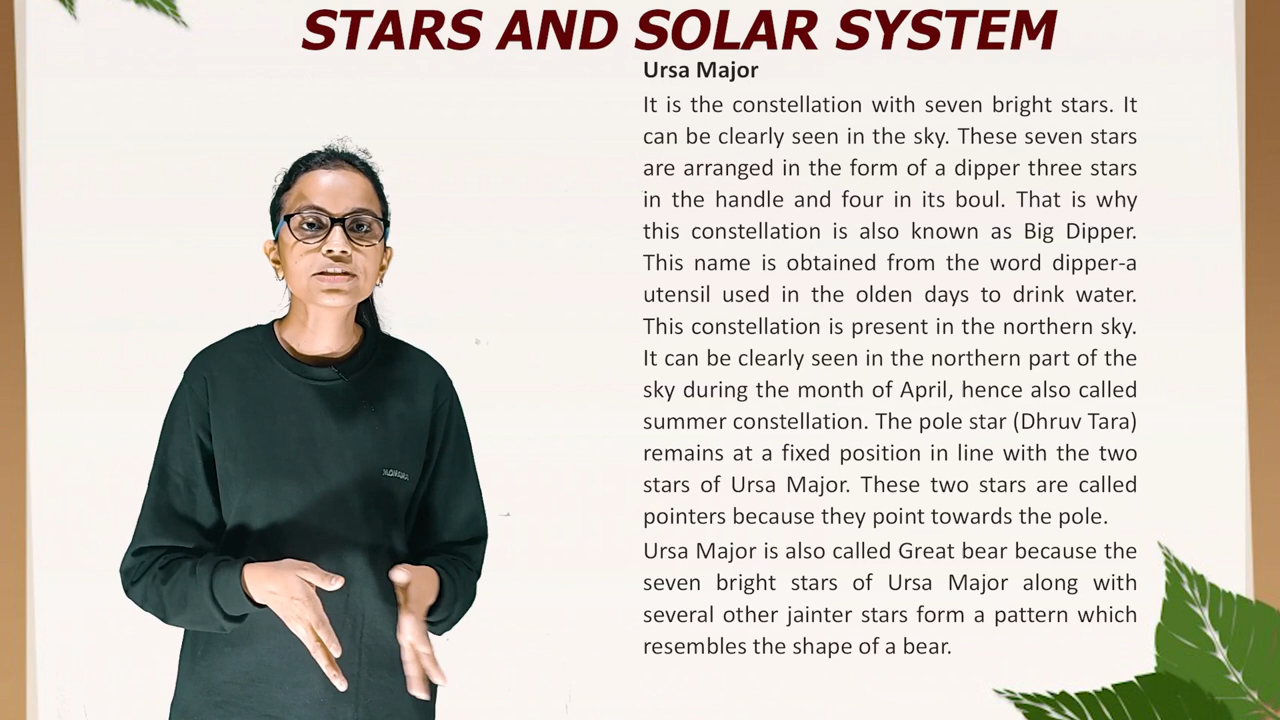 STARS AND SOLAR SYSTEM
Ursa Major
It is the constellation with seven bright stars. It
can be clearly seen in the sky. These seven stars
are arranged in the form of a dipper three stars
in the handle and four in its boul. That is why
this constellation is also known as Big Dipper.
This name is obtained from the word dipper-a
utensil used in the olden days to drink water.
This constellation is present in the northern sky.
It can be clearly seen in the northern part of the
sky during the month of April, hence also called
summer constellation. The pole star (Dhruv Tara)
remains at a fixed position in line with the two
stars of Ursa Major. These two stars are called
pointers because they point towards the pole.
Ursa Major is also called Great bear because the
seven bright stars of Ursa Major along with
several other jainter stars form a pattern which
resembles the shape of a bear.